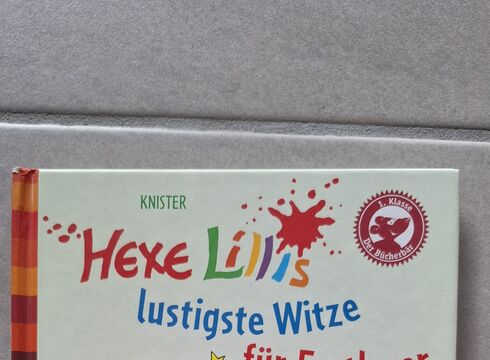 KNISTER
1. Klasse
Der Bücherbär
HEXE Lillis
lustigste Witze
für